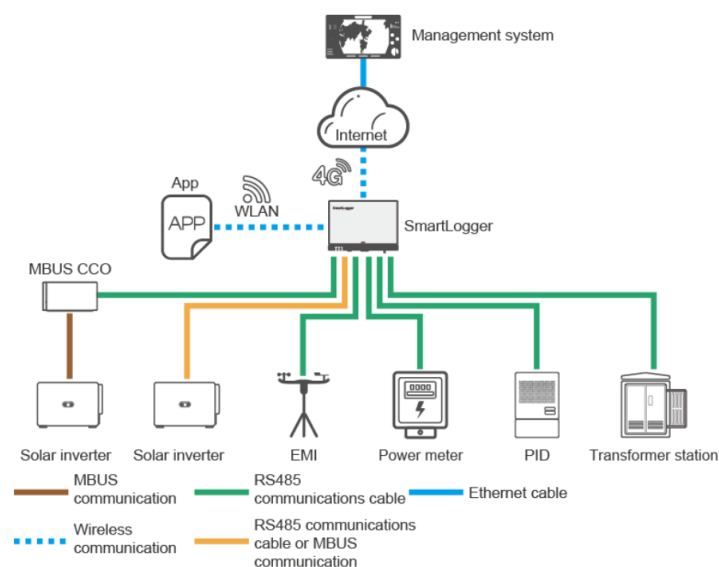 Management system
Internet
4G
App
WLAN
APP
SmartLogger
MBUS CCO
0000
Solar inverter
Solar inverter
EMI
Power meter
PID
Transformer station
MBUS
communication
RS485
communications cable
Ethernet cable
Wireless
communication
RS485 communications
cable or MBUS
communication